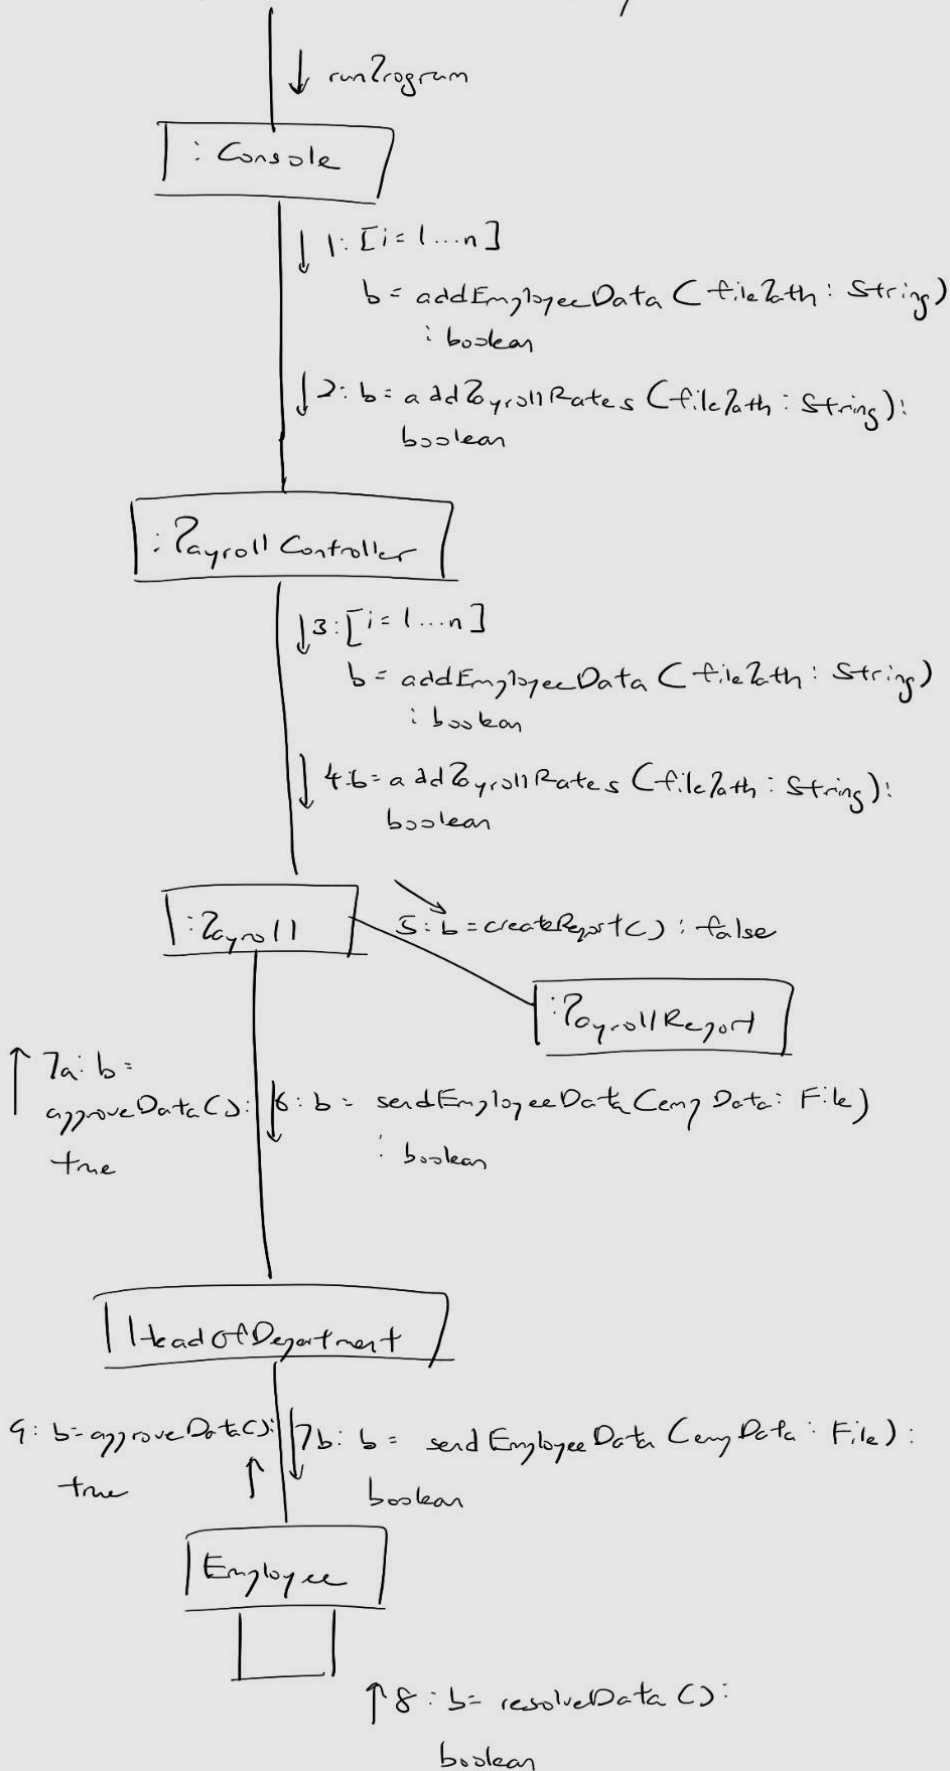 runProgram
: Console
1: [i = 1...n]
b = addEmployeeData (filePath : String)
: boolean
2: b = addPayrollRates (filePath : String):
boolean
: PayrollController
3: [i = 1...n]
b = addEmployeeData (filePath : String)
: boolean
4: b = addPayrollRates (filePath : String):
boolean
: Payroll
5: b = createReport() : false
: PayrollReport
7a: b =
approveData():
true
6: b = sendEmployeeData (empData : File)
: boolean
HeadOfDepartment
9: b = approveData():
true
7b: b = sendEmployeeData (empData : File):
boolean
Employee
8: b = resolveData():
boolean